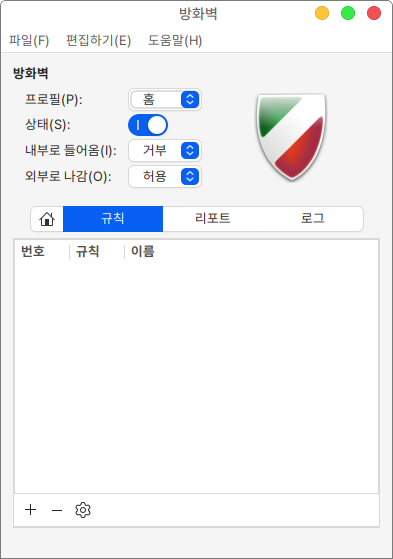 방화벽
파일(F) 편집하기(E) 도움말(H)
방화벽
프로필(P): 홈
상태(S):
내부로 들어옴(I): 거부
외부로 나감(O): 허용
규칙 리포트 로그
번호 규칙 이름